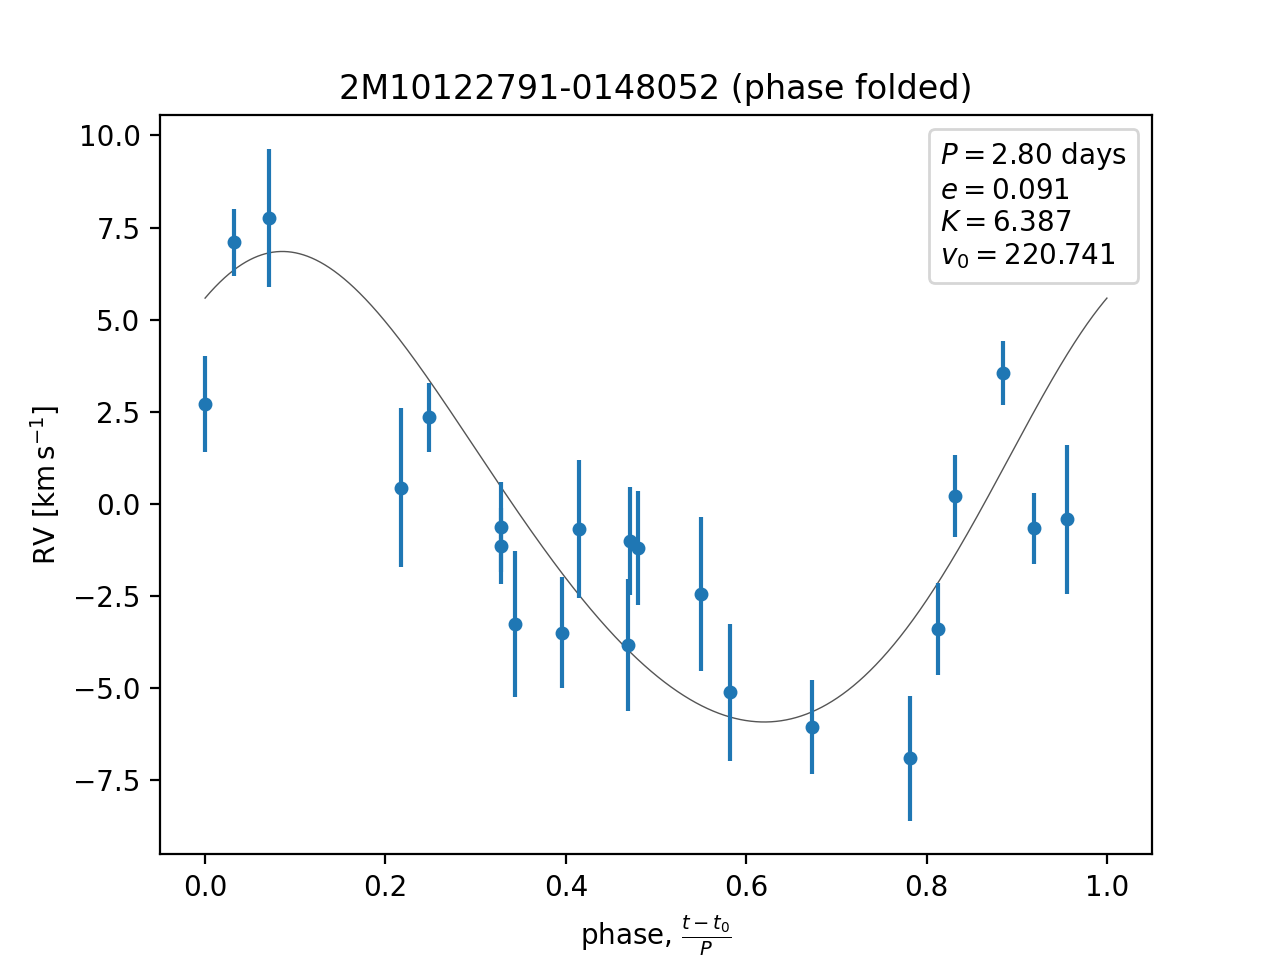 2M10122791-0148052 (phase folded)
P = 2.80 days
e = 0.091
K = 6.387
v₀ = 220.741
10.0
7.5
5.0
2.5
0.0
−2.5
−5.0
−7.5
RV [km s⁻¹]
0.0 0.2 0.4 0.6 0.8 1.0
phase, (t − t₀)/P